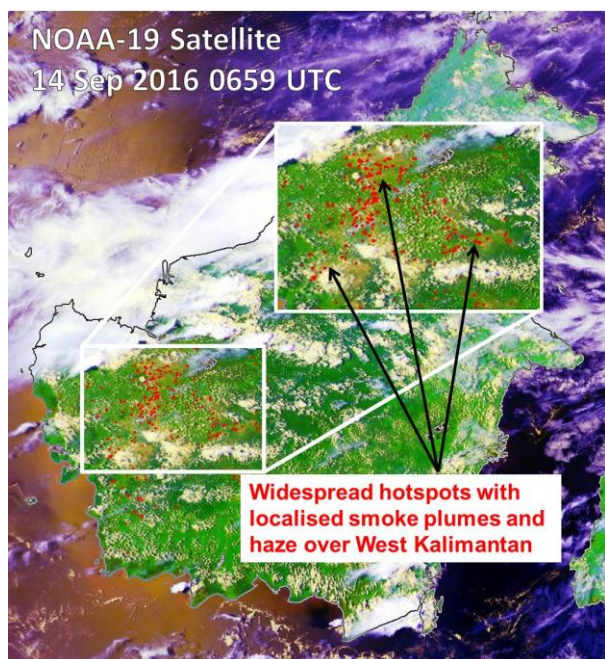 NOAA-19 Satellite
14 Sep 2016 0659 UTC
Widespread hotspots with
localised smoke plumes and
haze over West Kalimantan